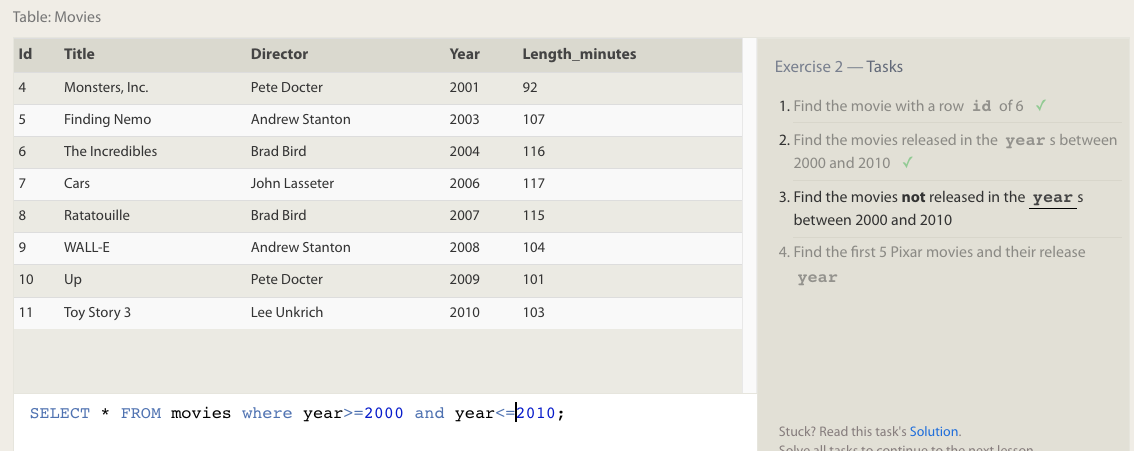 Table: Movies
Id Title Director Year Length_minutes
4 Monsters, Inc. Pete Docter 2001 92
5 Finding Nemo Andrew Stanton 2003 107
6 The Incredibles Brad Bird 2004 116
7 Cars John Lasseter 2006 117
8 Ratatouille Brad Bird 2007 115
9 WALL-E Andrew Stanton 2008 104
10 Up Pete Docter 2009 101
11 Toy Story 3 Lee Unkrich 2010 103
SELECT * FROM movies where year>=2000 and year<=2010;
Exercise 2 — Tasks
1. Find the movie with a row id of 6 ✓
2. Find the movies released in the year s between
2000 and 2010 ✓
3. Find the movies not released in the year s
between 2000 and 2010
4. Find the first 5 Pixar movies and their release
year
Stuck? Read this task's Solution.
Solve all tasks to continue to the next lesson.